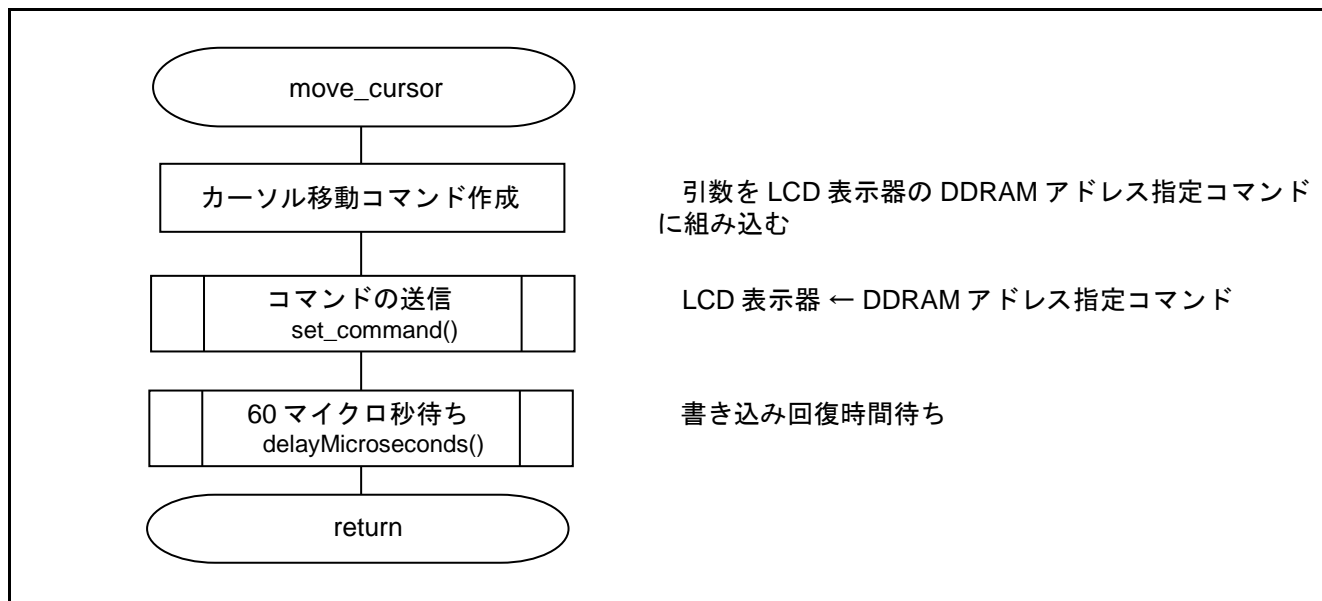 move_cursor
カーソル移動コマンド作成
引数を LCD 表示器の DDRAM アドレス指定コマンド
に組み込む
コマンドの送信
set_command()
LCD 表示器 ← DDRAM アドレス指定コマンド
60 マイクロ秒待ち
delayMicroseconds()
書き込み回復時間待ち
return